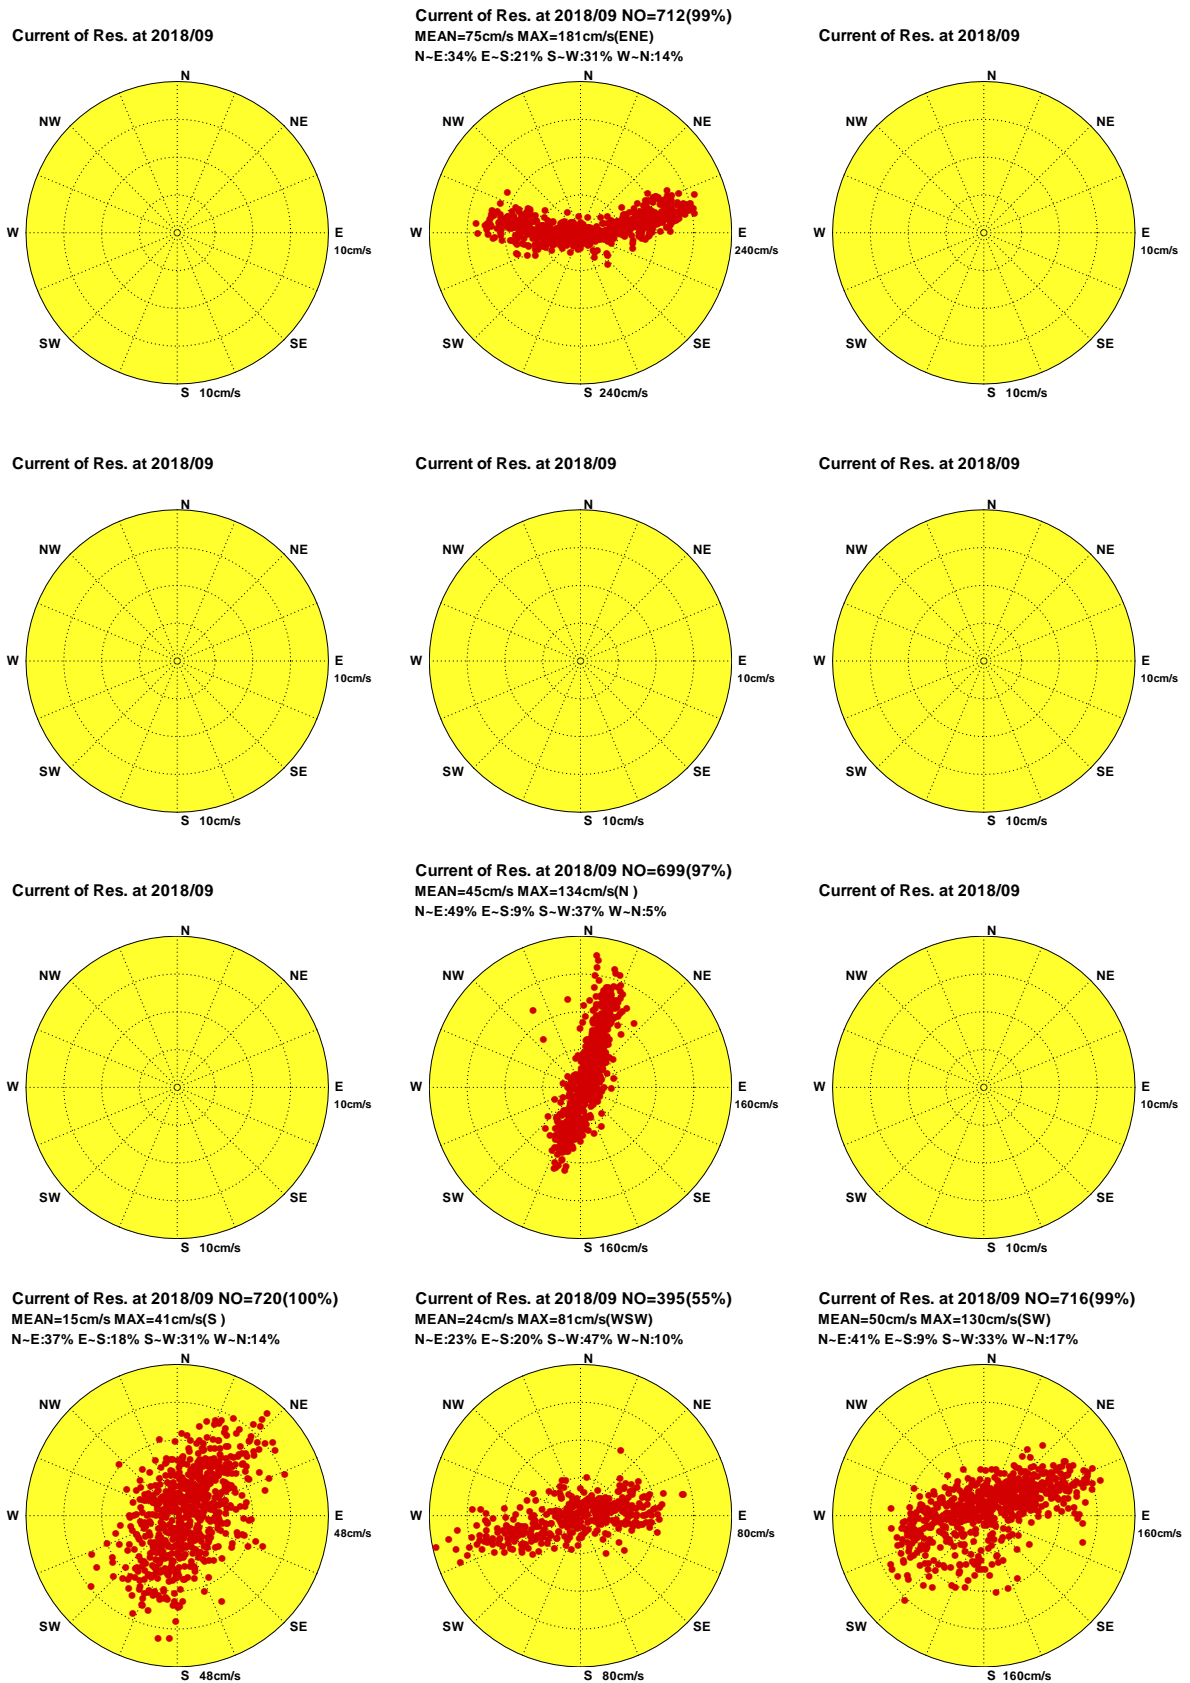 Current of Res. at 2018/09
N
NW
NE
W
E
10cm/s
SW
SE
S 10cm/s
Current of Res. at 2018/09 NO=712(99%)
MEAN=75cm/s MAX=181cm/s(ENE)
N~E:34% E~S:21% S~W:31% W~N:14%
N
NW
NE
W
E
240cm/s
SW
SE
S 240cm/s
Current of Res. at 2018/09
N
NW
NE
W
E
10cm/s
SW
SE
S 10cm/s
Current of Res. at 2018/09
N
NW
NE
W
E
10cm/s
SW
SE
S 10cm/s
Current of Res. at 2018/09
N
NW
NE
W
E
10cm/s
SW
SE
S 10cm/s
Current of Res. at 2018/09
N
NW
NE
W
E
10cm/s
SW
SE
S 10cm/s
Current of Res. at 2018/09
N
NW
NE
W
E
10cm/s
SW
SE
S 10cm/s
Current of Res. at 2018/09 NO=699(97%)
MEAN=45cm/s MAX=134cm/s(N )
N~E:49% E~S:9% S~W:37% W~N:5%
N
NW
NE
W
E
160cm/s
SW
SE
S 160cm/s
Current of Res. at 2018/09
N
NW
NE
W
E
10cm/s
SW
SE
S 10cm/s
Current of Res. at 2018/09 NO=720(100%)
MEAN=15cm/s MAX=41cm/s(S )
N~E:37% E~S:18% S~W:31% W~N:14%
N
NW
NE
W
E
48cm/s
SW
SE
S 48cm/s
Current of Res. at 2018/09 NO=395(55%)
MEAN=24cm/s MAX=81cm/s(WSW)
N~E:23% E~S:20% S~W:47% W~N:10%
N
NW
NE
W
E
80cm/s
SW
SE
S 80cm/s
Current of Res. at 2018/09 NO=716(99%)
MEAN=50cm/s MAX=130cm/s(SW)
N~E:41% E~S:9% S~W:33% W~N:17%
N
NW
NE
W
E
160cm/s
SW
SE
S 160cm/s